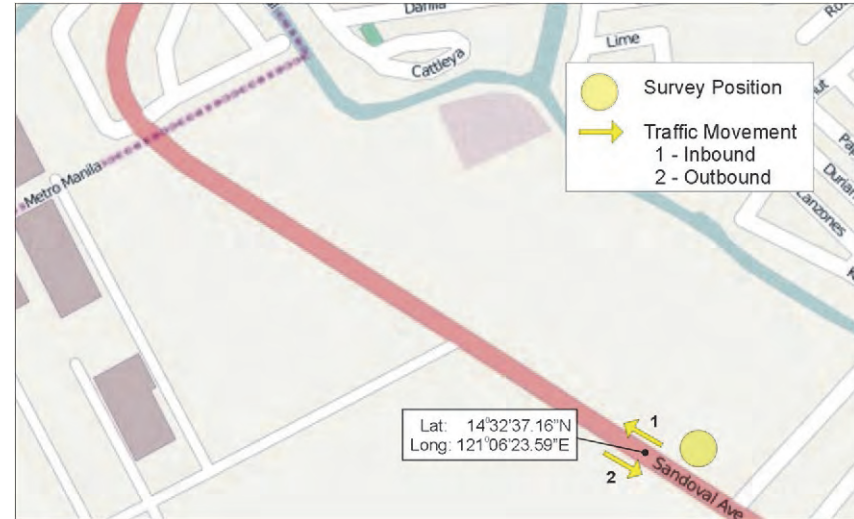 Dahlia
Cattleya
Lime
Survey Position
Traffic Movement
1 - Inbound
2 - Outbound
Durian
Lanzones
Metro Manila
Lat: 14°32'37.16"N
Long: 121°06'23.59"E
1
2
Sandoval Ave